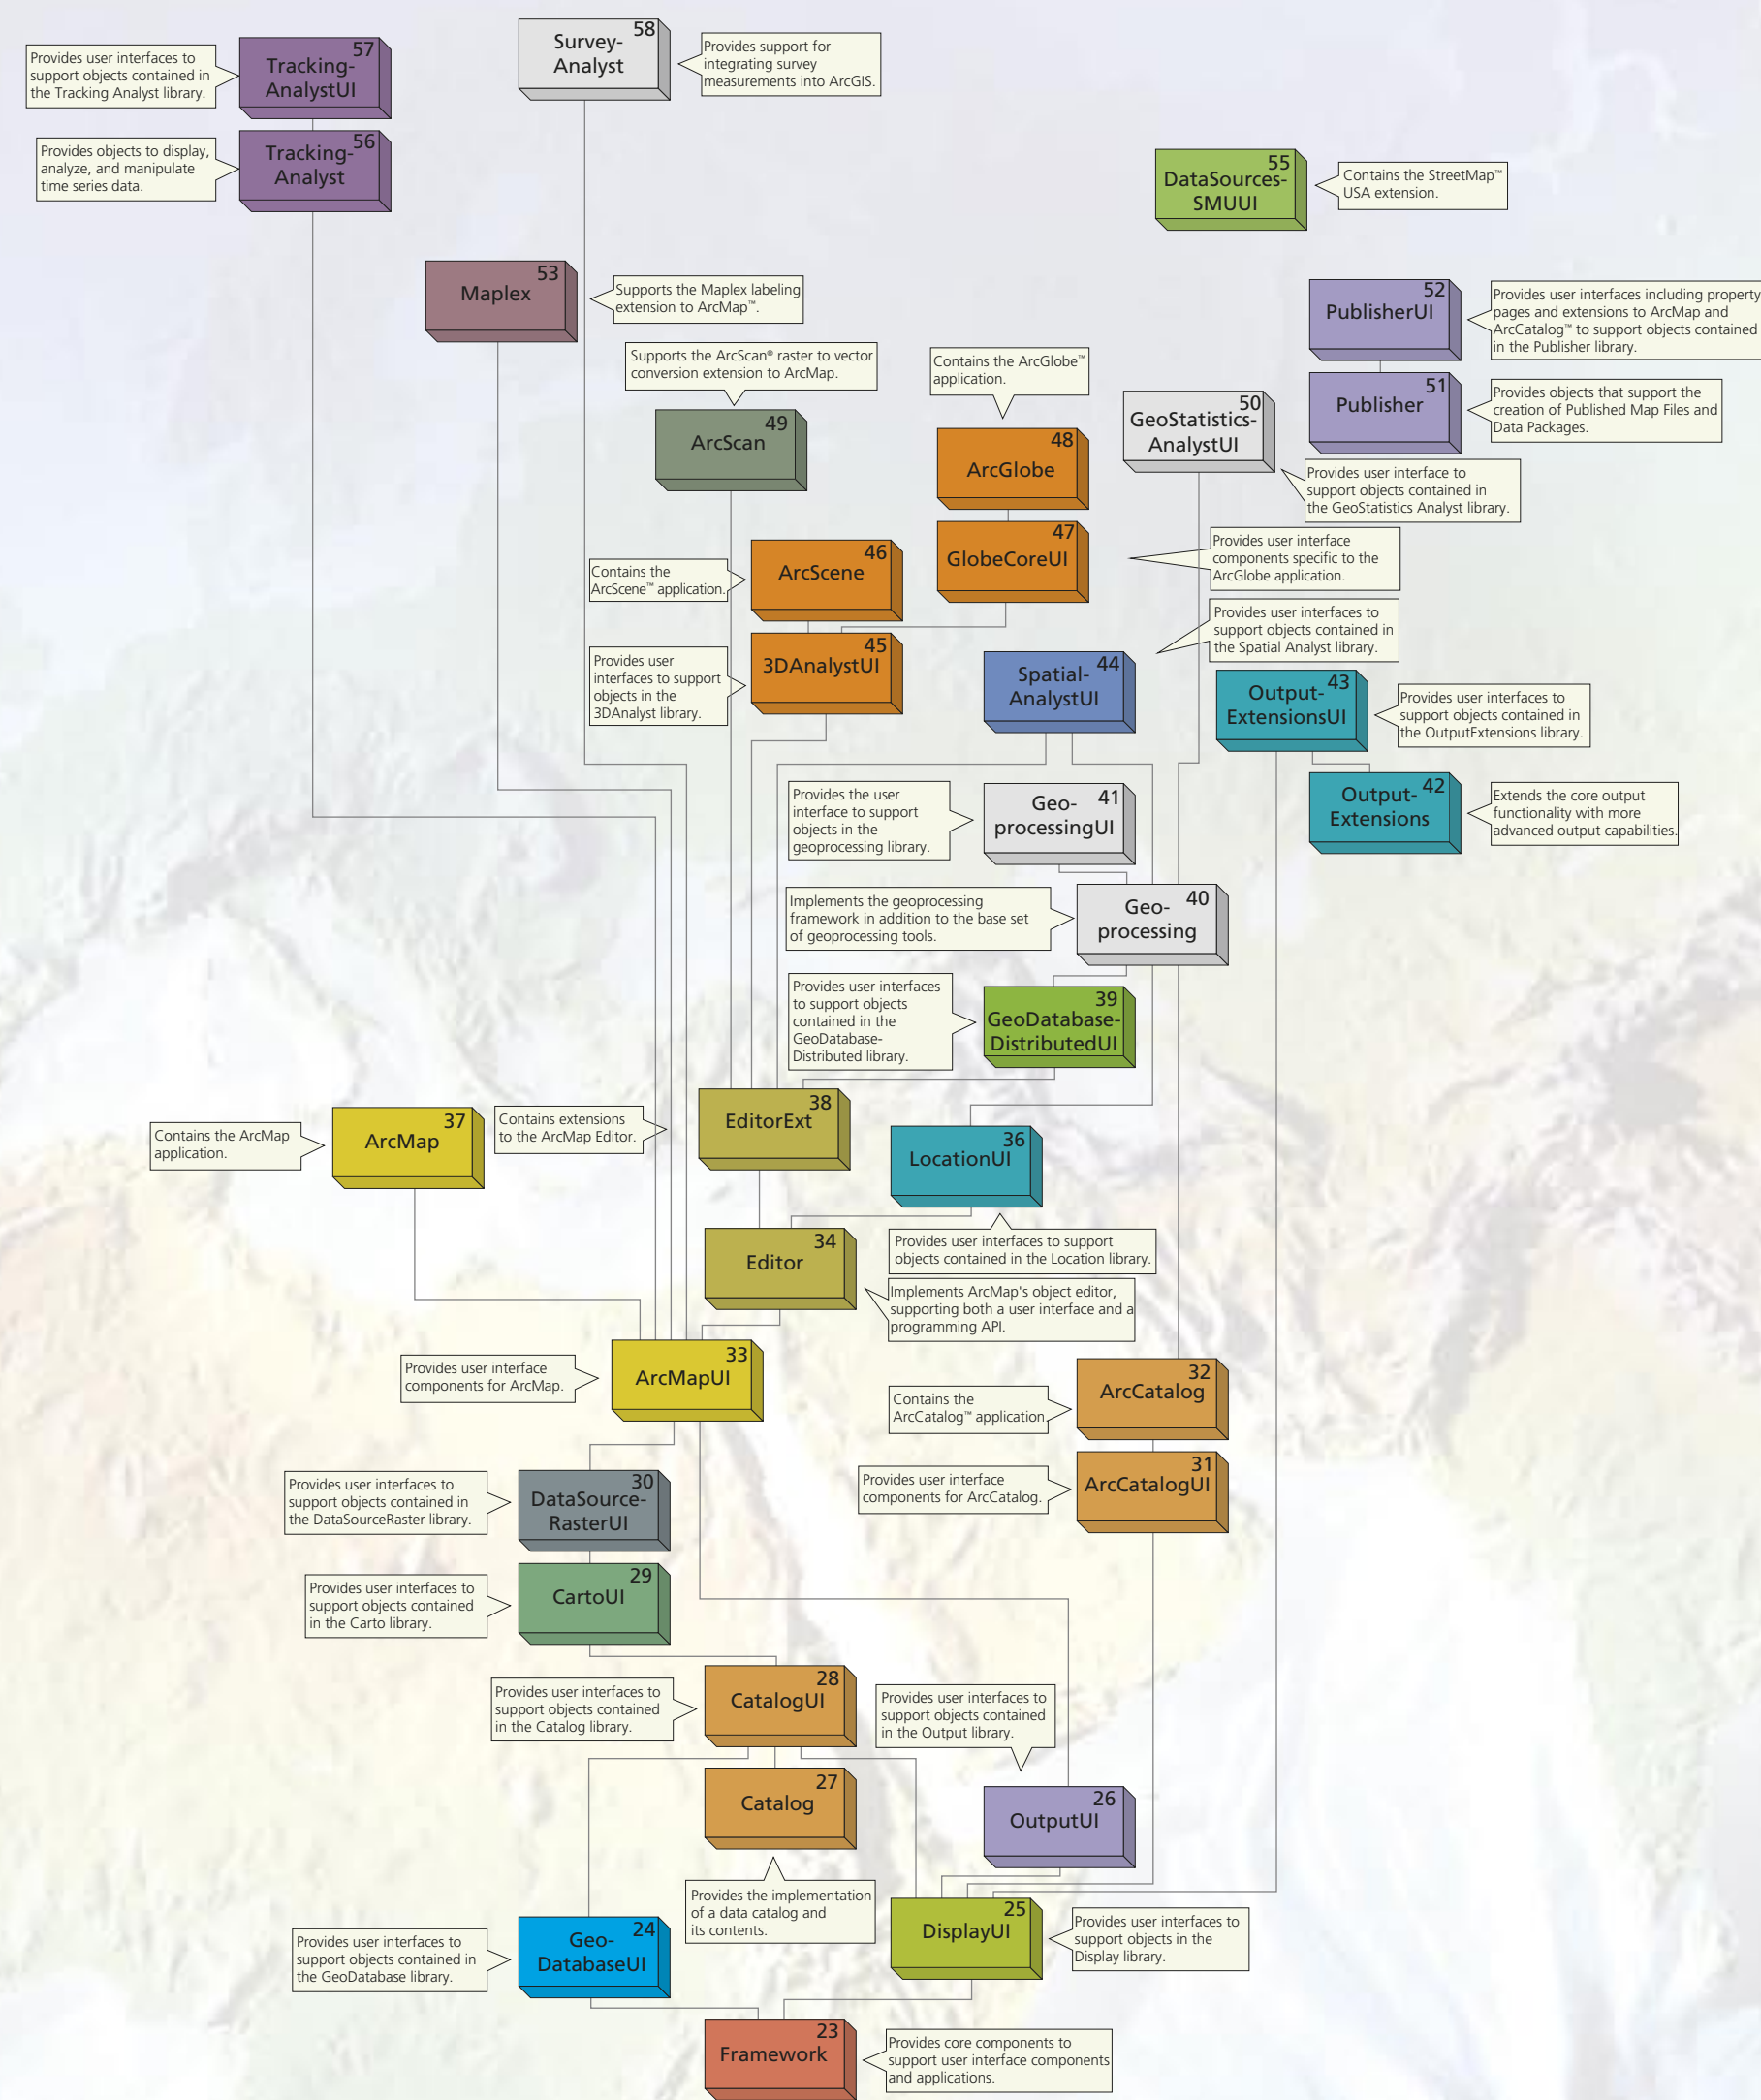 57
Tracking-
AnalystUI
Provides user interfaces to
support objects contained in
the Tracking Analyst library.
58
Survey-
Analyst
Provides support for
integrating survey
measurements into ArcGIS.
56
Tracking-
Analyst
Provides objects to display,
analyze, and manipulate
time series data.
55
DataSources-
SMUUI
Contains the StreetMap™
USA extension.
53
Maplex
Supports the Maplex labeling
extension to ArcMap™.
52
PublisherUI
Provides user interfaces including property
pages and extensions to ArcMap and
ArcCatalog™ to support objects contained
in the Publisher library.
Supports the ArcScan® raster to vector
conversion extension to ArcMap.
Contains the ArcGlobe™
application.
51
Publisher
Provides objects that support the
creation of Published Map Files and
Data Packages.
49
ArcScan
48
ArcGlobe
50
GeoStatistics-
AnalystUI
Provides user interface to
support objects contained in
the GeoStatistics Analyst library.
47
GlobeCoreUI
Provides user interface
components specific to the
ArcGlobe application.
46
ArcScene
Contains the
ArcScene™ application.
Provides user interfaces to
support objects contained in
the Spatial Analyst library.
45
3DAnalystUI
Provides user
interfaces to support
objects in the
3DAnalyst library.
44
Spatial-
AnalystUI
43
Output-
ExtensionsUI
Provides user interfaces to
support objects contained in
the OutputExtensions library.
Provides the user
interface to support
objects in the
geoprocessing library.
41
Geo-
processingUI
42
Output-
Extensions
Extends the core output
functionality with more
advanced output capabilities.
Implements the geoprocessing
framework in addition to the base set
of geoprocessing tools.
40
Geo-
processing
Provides user interfaces
to support objects
contained in the
GeoDatabase-
Distributed library.
39
GeoDatabase-
DistributedUI
Contains the ArcMap
application.
37
ArcMap
Contains extensions
to the ArcMap Editor.
38
EditorExt
36
LocationUI
Provides user interfaces to support
objects contained in the Location library.
34
Editor
Implements ArcMap's object editor,
supporting both a user interface and a
programming API.
Provides user interface
components for ArcMap.
33
ArcMapUI
Contains the
ArcCatalog™ application.
32
ArcCatalog
Provides user interface
components for ArcCatalog.
31
ArcCatalogUI
Provides user interfaces to
support objects contained in
the DataSourceRaster library.
30
DataSource-
RasterUI
Provides user interfaces to
support objects contained
in the Carto library.
29
CartoUI
Provides user interfaces to
support objects contained
in the Catalog library.
28
CatalogUI
Provides user interfaces to
support objects contained
in the Output library.
27
Catalog
26
OutputUI
Provides the implementation
of a data catalog and
its contents.
Provides user interfaces to
support objects contained in
the GeoDatabase library.
24
Geo-
DatabaseUI
25
DisplayUI
Provides user interfaces to
support objects in the
Display library.
23
Framework
Provides core components to
support user interface components
and applications.